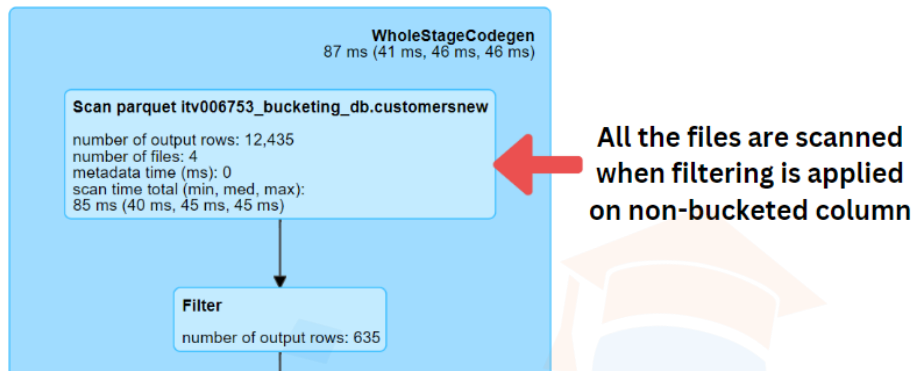 WholeStageCodegen
87 ms (41 ms, 46 ms, 46 ms)
Scan parquet itv006753_bucketing_db.customersnew
number of output rows: 12,435
number of files: 4
metadata time (ms): 0
scan time total (min, med, max):
85 ms (40 ms, 45 ms, 45 ms)
All the files are scanned
when filtering is applied
on non-bucketed column
Filter
number of output rows: 635